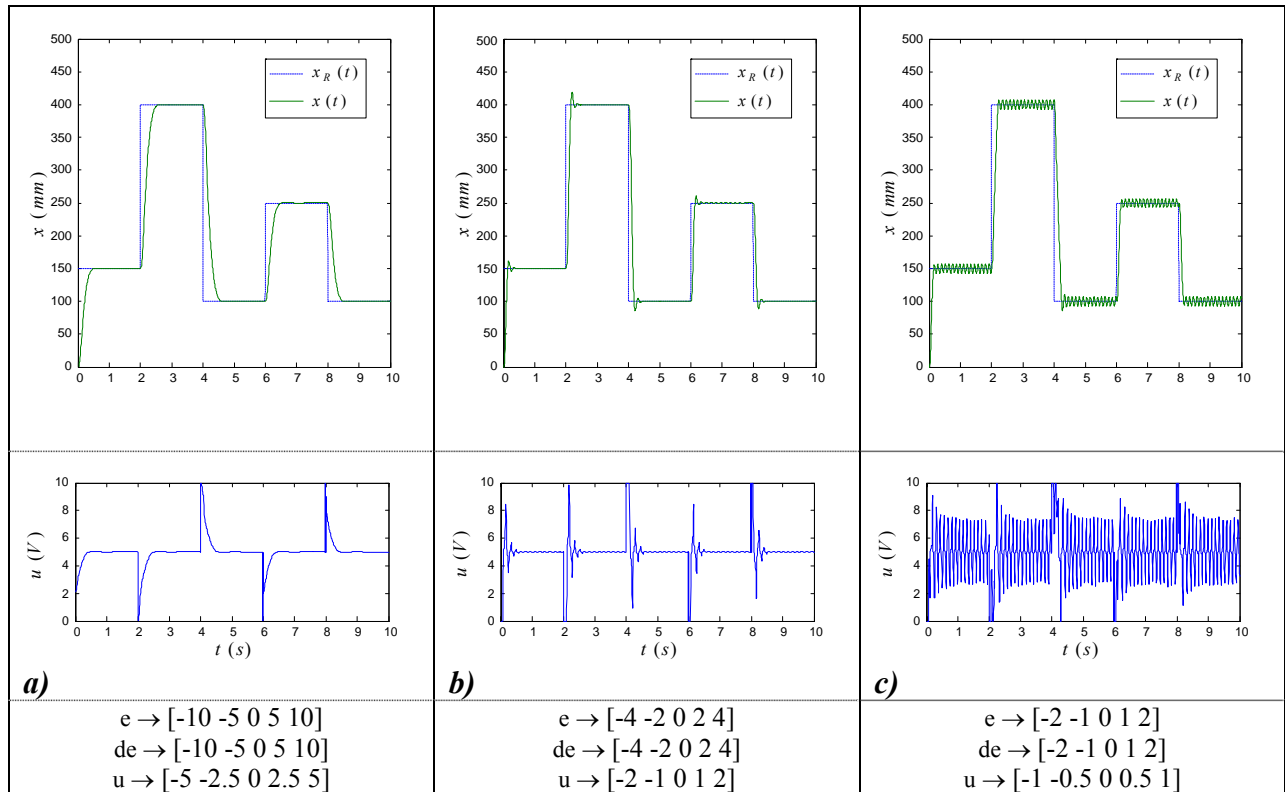 500
450
400
350
300
250
200
150
100
50
0
x (mm)
x R (t)
x (t)
0 1 2 3 4 5 6 7 8 9 10
500
450
400
350
300
250
200
150
100
50
0
x (mm)
x R (t)
x (t)
0 1 2 3 4 5 6 7 8 9 10
500
450
400
350
300
250
200
150
100
50
0
x (mm)
x R (t)
x (t)
0 1 2 3 4 5 6 7 8 9 10
10
8
6
4
2
0
u (V)
0 1 2 3 4 5 6 7 8 9 10
t (s)
a)
10
8
6
4
2
0
u (V)
0 1 2 3 4 5 6 7 8 9 10
t (s)
b)
10
8
6
4
2
0
u (V)
0 1 2 3 4 5 6 7 8 9 10
t (s)
c)
e → [-10 -5 0 5 10]
de → [-10 -5 0 5 10]
u → [-5 -2.5 0 2.5 5]
e → [-4 -2 0 2 4]
de → [-4 -2 0 2 4]
u → [-2 -1 0 1 2]
e → [-2 -1 0 1 2]
de → [-2 -1 0 1 2]
u → [-1 -0.5 0 0.5 1]